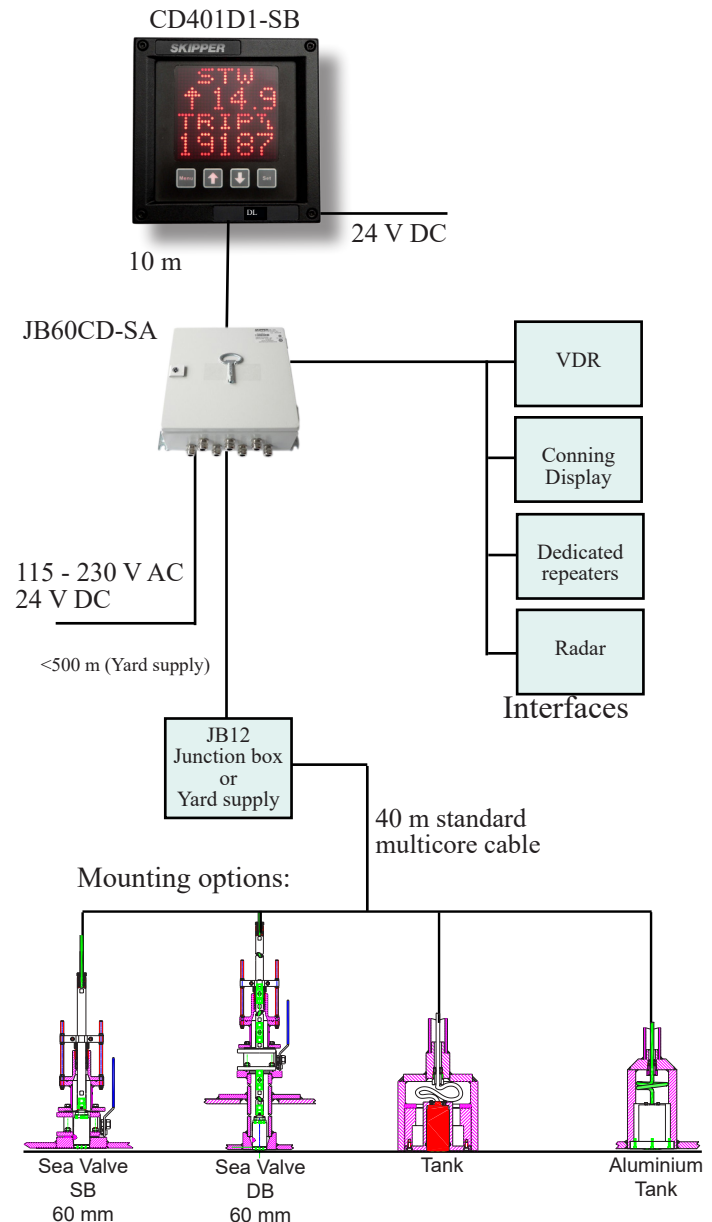 CD401D1-SB
SKIPPER
STW
↑14.9
TRIP%
19187
Menu
Set
DL
24 V DC
10 m
JB60CD-SA
VDR
Conning
Display
Dedicated
repeaters
Radar
Interfaces
115 - 230 V AC
24 V DC
<500 m (Yard supply)
JB12
Junction box
or
Yard supply
40 m standard
multicore cable
Mounting options:
Sea Valve
SB
60 mm
Sea Valve
DB
60 mm
Tank
Aluminium
Tank